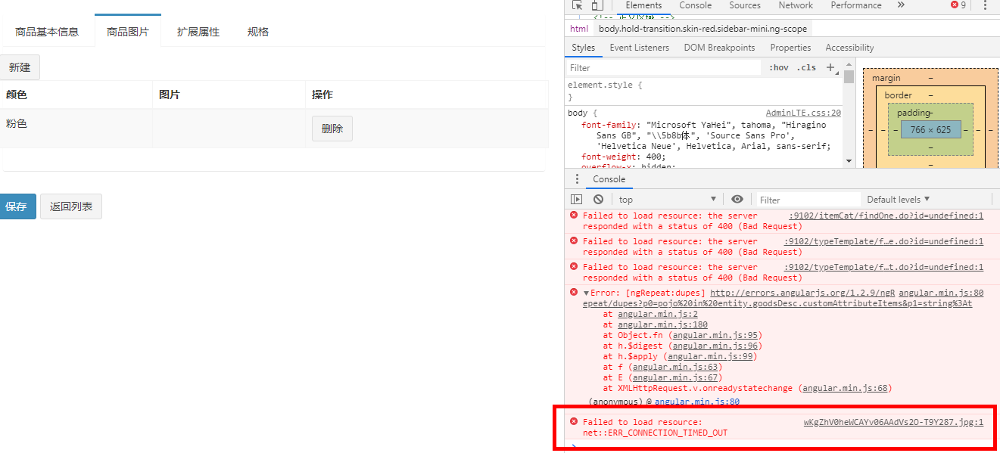 商品基本信息 商品图片 扩展属性 规格
新建
颜色 图片 操作
粉色 删除
保存 返回列表
Elements Console Sources Network Performance » 9
html body.hold-transition.skin-red.sidebar-mini.ng-scope
Styles Event Listeners DOM Breakpoints Properties Accessibility
Filter :hov .cls +
element.style {
}
body { AdminLTE.css:20
font-family: "Microsoft YaHei", tahoma, "Hiragino
Sans GB", "\\5b8b
", 'Source Sans Pro',
'Helvetica Neue', Helvetica, Arial, sans-serif;
font-weight: 400;
overflow-x: hidden;
margin –
border –
padding–
– – – 766 × 625 – – –
–
–
Console
top Filter Default levels
Failed to load resource: the server :9102/itemCat/findOne.do?id=undefined:1
responded with a status of 400 (Bad Request)
Failed to load resource: the server :9102/typeTemplate/f…e.do?id=undefined:1
responded with a status of 400 (Bad Request)
Failed to load resource: the server :9102/typeTemplate/f…t.do?id=undefined:1
responded with a status of 400 (Bad Request)
Error: [ngRepeat:dupes] http://errors.angularjs.org/1.2.9/ngR angular.min.js:80
epeat/dupes?p0=pojo%20in%20entity.goodsDesc.customAttributeItems&p1=string%3At
at angular.min.js:2
at angular.min.js:180
at Object.fn (angular.min.js:95)
at h.$digest (angular.min.js:96)
at h.$apply (angular.min.js:99)
at f (angular.min.js:63)
at E (angular.min.js:67)
at XMLHttpRequest.v.onreadystatechange (angular.min.js:68)
(anonymous) @ angular.min.js:80
Failed to load resource: wKgZhV0heWCAYv06AAdVs2O-T9Y287.jpg:1
net::ERR_CONNECTION_TIMED_OUT